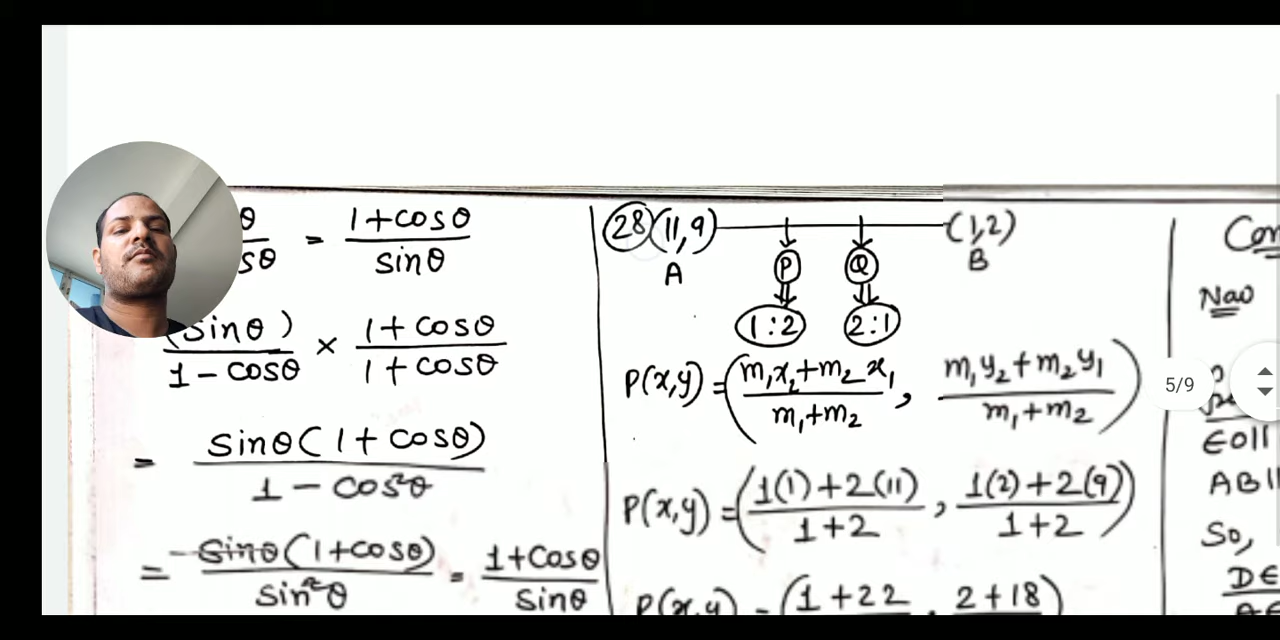 θ/sθ = 1+cosθ/sinθ
(sinθ)/1-cosθ × 1+cosθ/1+cosθ
= sinθ(1+cosθ)/1-cos²θ
= sinθ(1+cosθ)/sin²θ = 1+cosθ/sinθ
28 (11,9) (1,2)
A P Q B
1:2 2:1
P(x,y) = (m₁x₂+m₂x₁/m₁+m₂, m₁y₂+m₂y₁/m₁+m₂)
P(x,y) = (1(1)+2(11)/1+2, 1(2)+2(9)/1+2)
P(x,y) = (1+22, 2+18)
5/9
Con
Nao
EOII
ABII
So,
DE